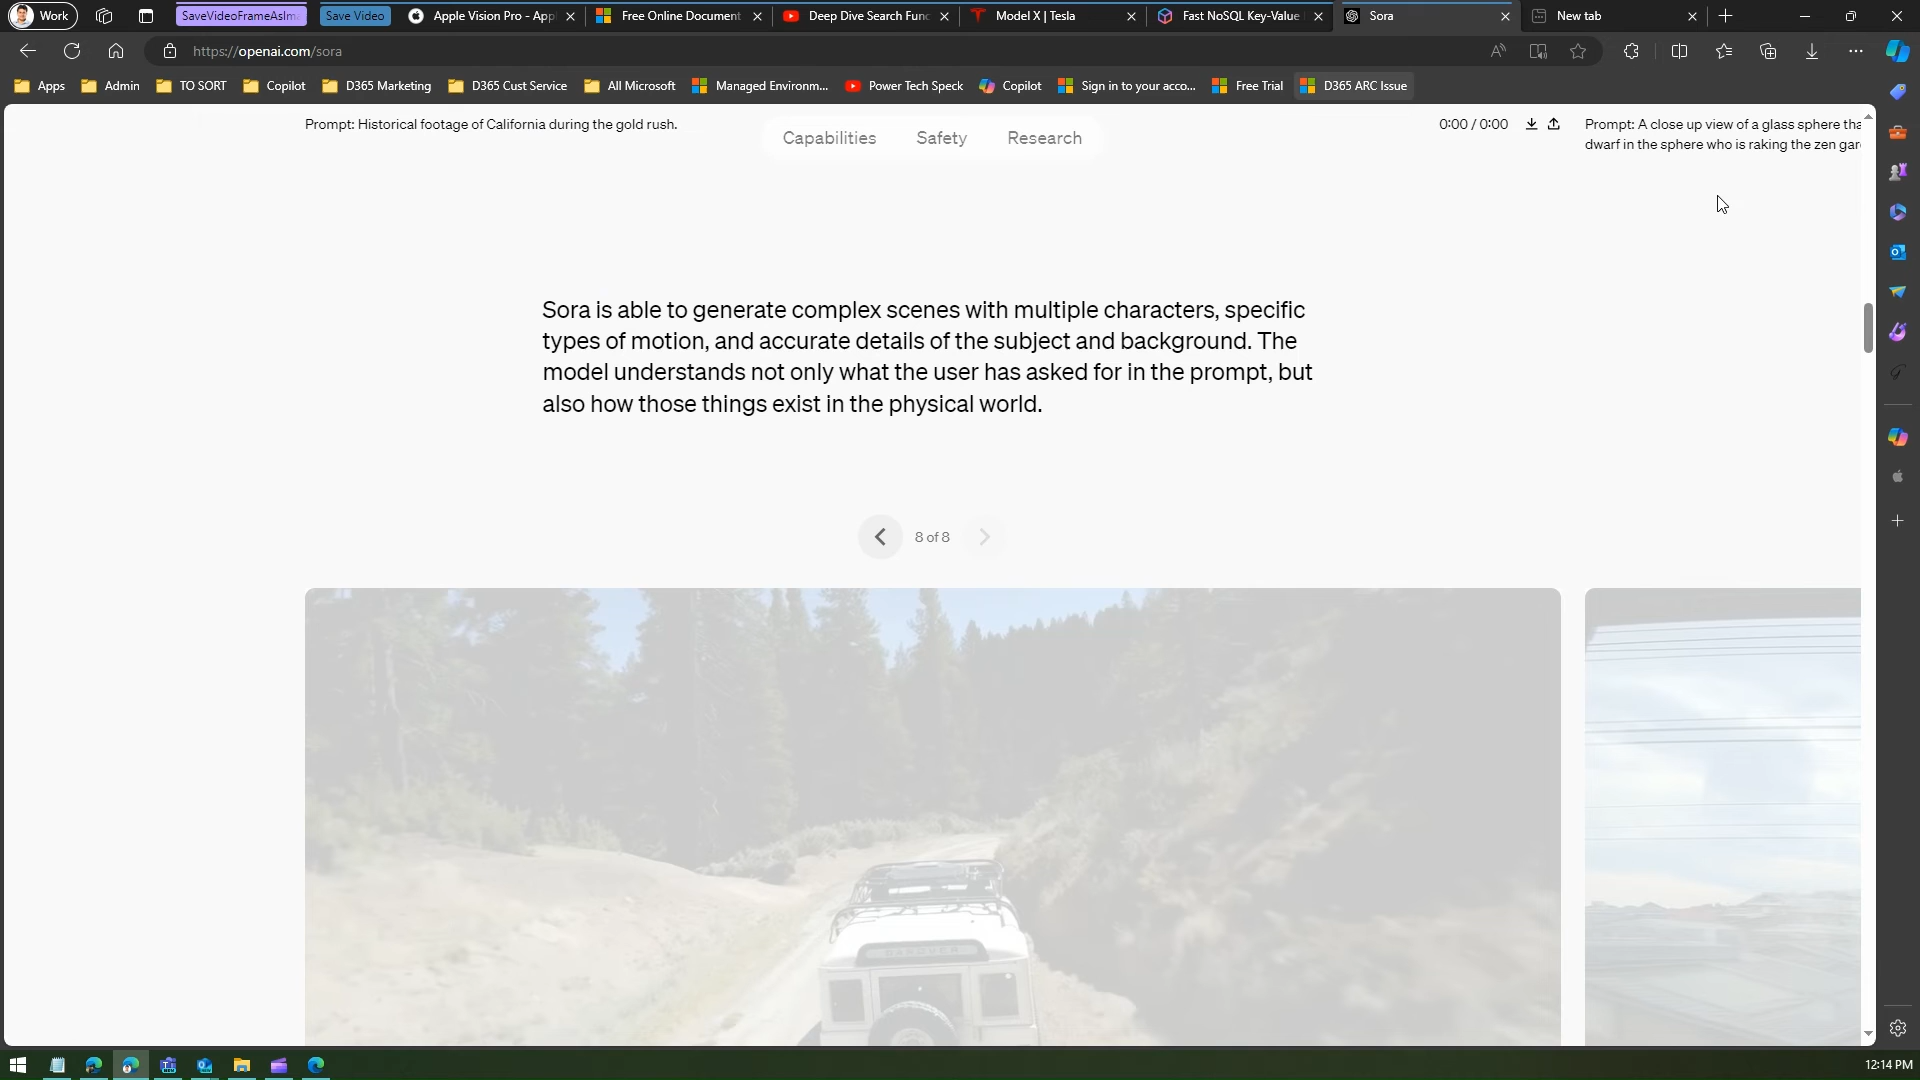 Work
SaveVideoFrameAsIma
Save Video
Apple Vision Pro - Appl
Free Online Document
Deep Dive Search Func
Model X | Tesla
Fast NoSQL Key-Value
Sora
New tab
https://openai.com/sora
Apps
Admin
TO SORT
Copilot
D365 Marketing
D365 Cust Service
All Microsoft
Managed Environm...
Power Tech Speck
Copilot
Sign in to your acco...
Free Trial
D365 ARC Issue
Prompt: Historical footage of California during the gold rush.
Capabilities
Safety
Research
0:00 / 0:00
Prompt: A close up view of a glass sphere tha
dwarf in the sphere who is raking the zen gar
Sora is able to generate complex scenes with multiple characters, specific
types of motion, and accurate details of the subject and background. The
model understands not only what the user has asked for in the prompt, but
also how those things exist in the physical world.
8 of 8
12:14 PM